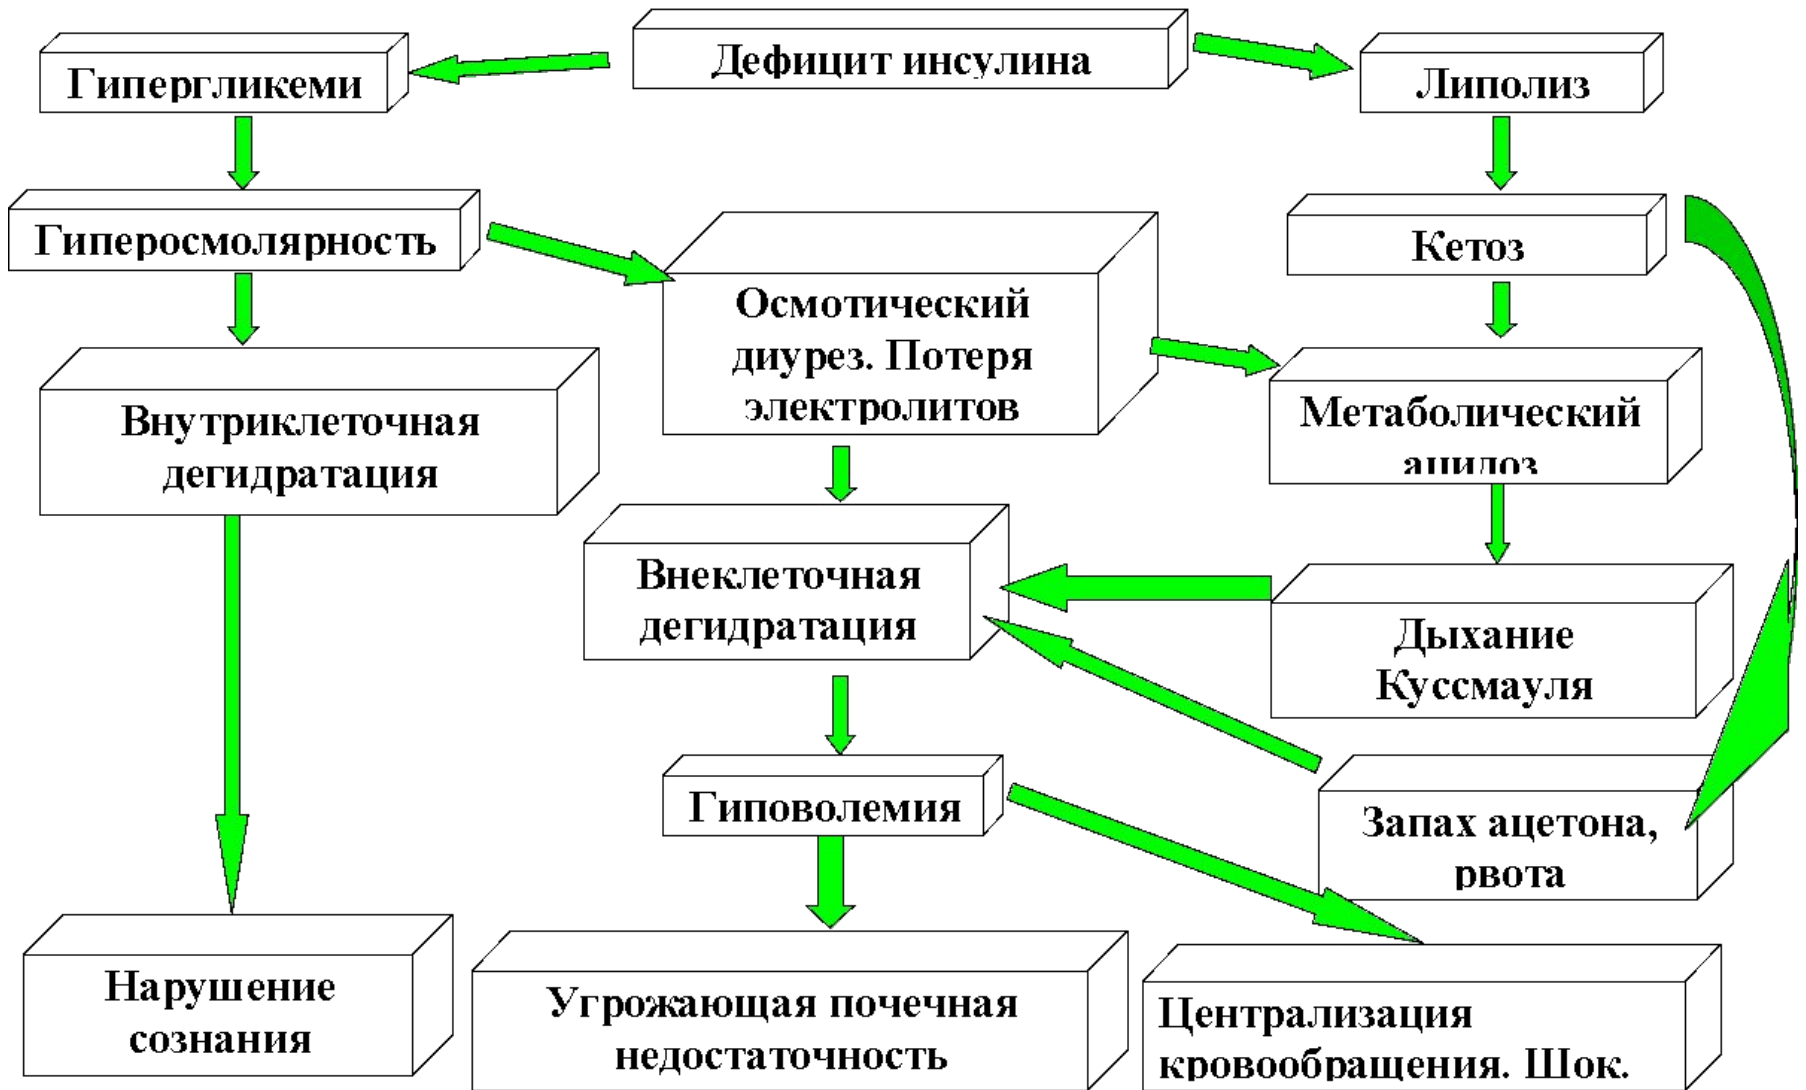 Дефицит инсулина
Гипергликеми
Липолиз
Гиперосмолярность
Кетоз
Осмотический
диурез. Потеря
электролитов
Внутриклеточная
дегидратация
Метаболический
ацидоз
Внеклеточная
дегидратация
Дыхание
Куссмауля
Гиповолемия
Запах ацетона,
рвота
Нарушение
сознания
Угрожающая почечная
недостаточность
Централизация
кровообращения. Шок.